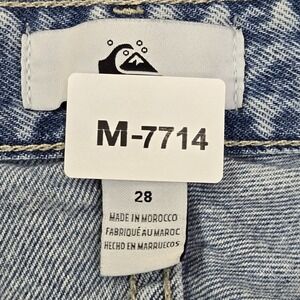 M-7714
28
MADE IN MOROCCO
FABRIQUÉ AU MAROC
HECHO EN MARRUECOS